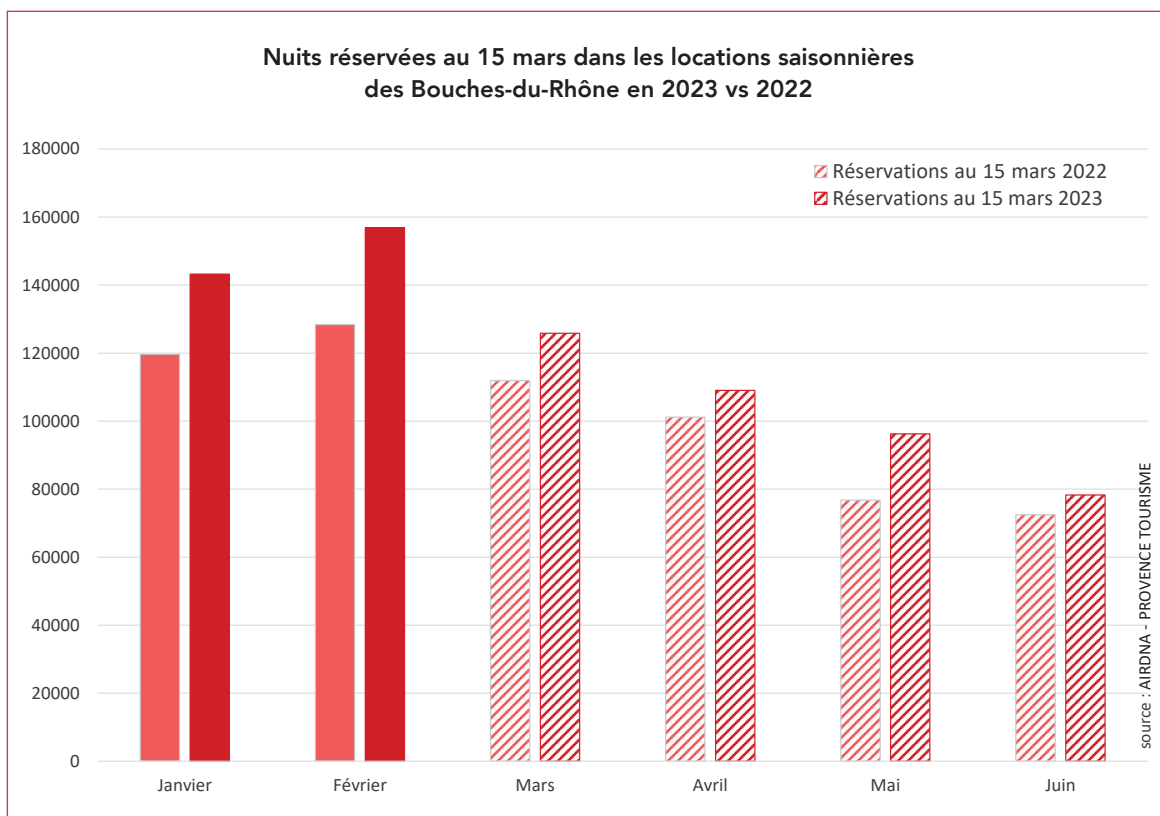 Nuits réservées au 15 mars dans les locations saisonnières
des Bouches-du-Rhône en 2023 vs 2022
180000
160000
140000
120000
100000
80000
60000
40000
20000
0
Réservations au 15 mars 2022
Réservations au 15 mars 2023
Janvier
Février
Mars
Avril
Mai
Juin
source : AIRDNA - PROVENCE TOURISME